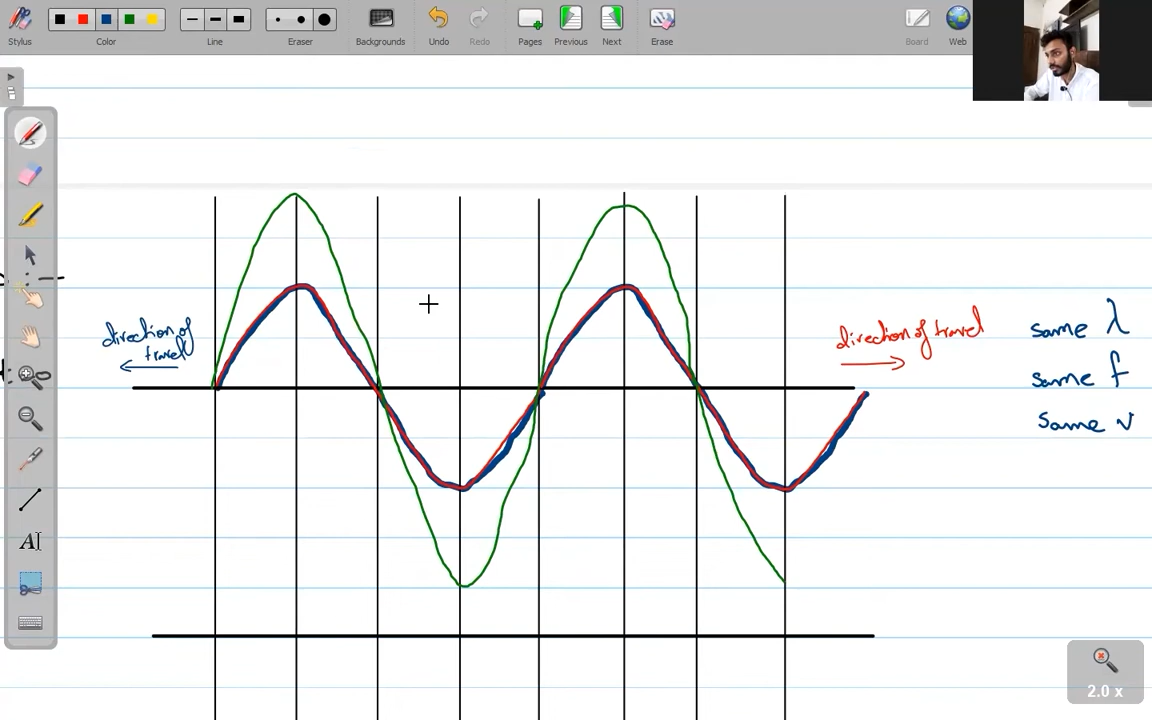 Stylus
Color
Line
Eraser
Backgrounds
Undo
Redo
Pages
Previous
Next
Erase
Board
Web
direction of
travel
direction of travel
same λ
same f
same v
2.0 x